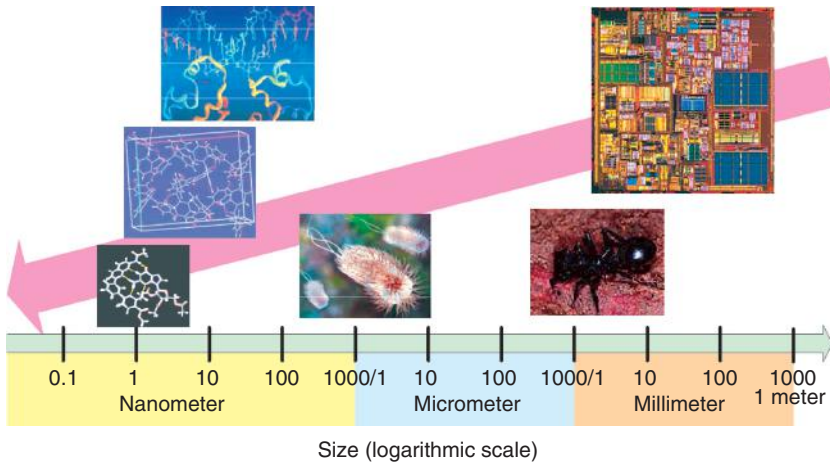 0.1 1 10 100 1000/1 10 100 1000/1 10 100 1000
1 meter
Nanometer Micrometer Millimeter
Size (logarithmic scale)